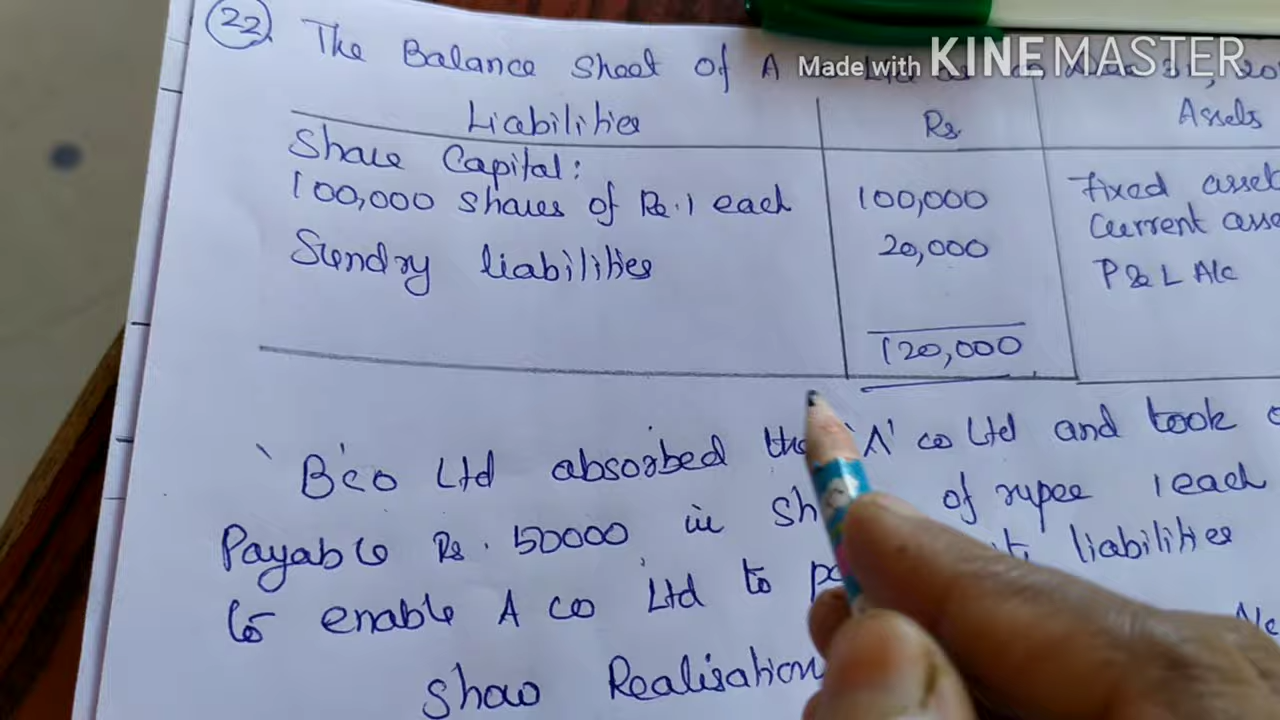 22. The Balance Sheet of A
Made with KINEMASTER
Liabilities Rs Assets
Share Capital:
100,000 shares of Rs.1 each 100,000 Fixed asset
Sundry liabilities 20,000 Current asse
P & L A/c
120,000
B'co Ltd absorbed the 'A' co Ltd and took
Payable Rs. 50000 in sh of rupee 1 each
to enable A co Ltd to liabilities
A/c
show Realisation